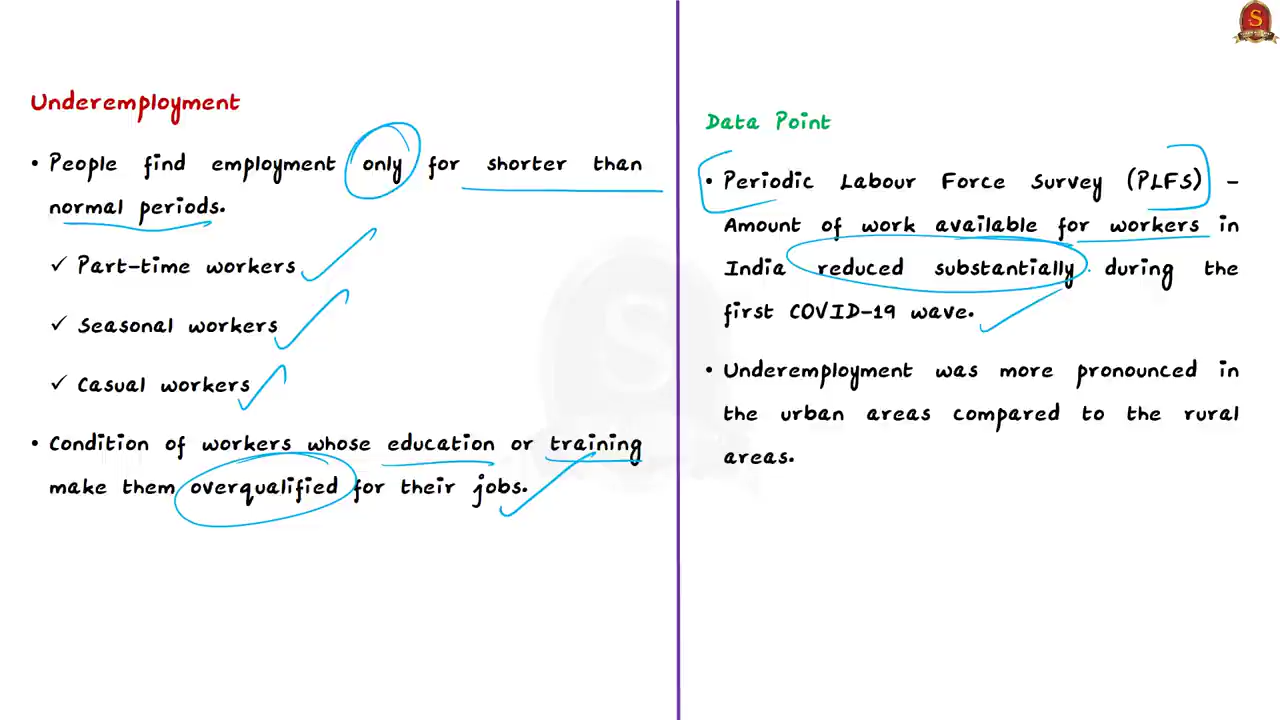 Underemployment
• People find employment only for shorter than
normal periods.
✓ Part-time workers
✓ Seasonal workers
✓ Casual workers
• Condition of workers whose education or training
make them overqualified for their jobs.
Data Point
• Periodic Labour Force Survey (PLFS) –
Amount of work available for workers in
India reduced substantially during the
first COVID-19 wave.
• Underemployment was more pronounced in
the urban areas compared to the rural
areas.
S
S